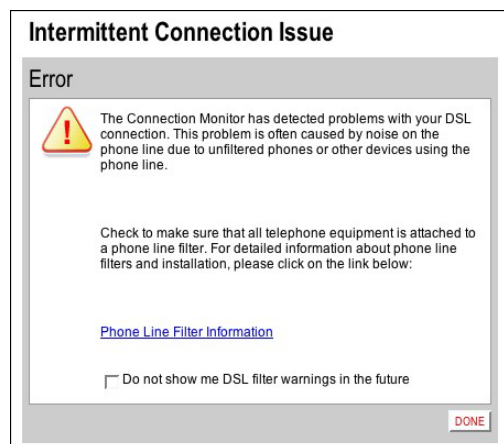 Intermittent Connection Issue
Error
The Connection Monitor has detected problems with your DSL
connection. This problem is often caused by noise on the
phone line due to unfiltered phones or other devices using the
phone line.
Check to make sure that all telephone equipment is attached to
a phone line filter. For detailed information about phone line
filters and installation, please click on the link below:
Phone Line Filter Information
Do not show me DSL filter warnings in the future
DONE